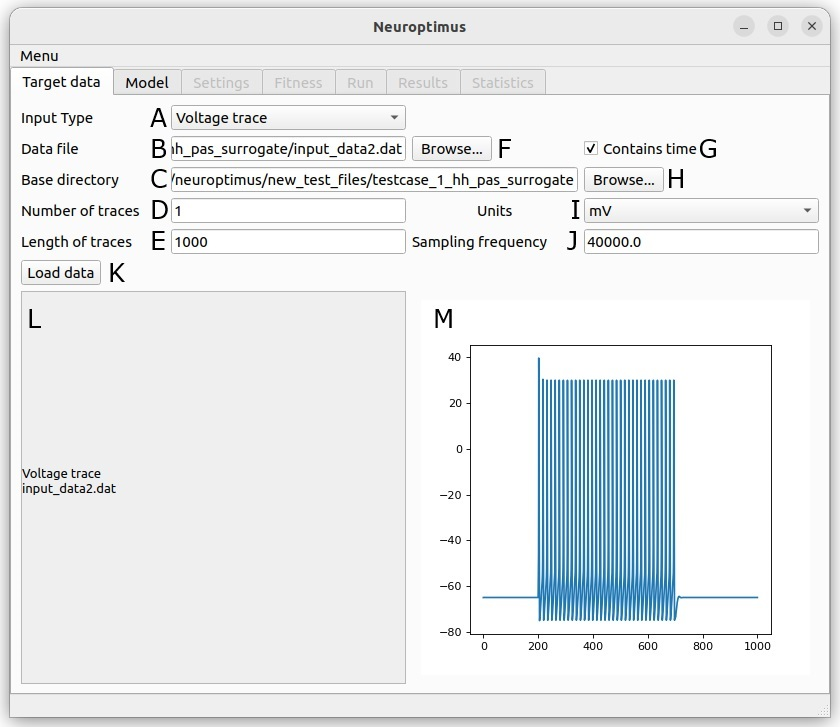 Neuroptimus
Menu
Target data Model Settings Fitness Run Results Statistics
Input Type A Voltage trace
Data file B hh_pas_surrogate/input_data2.dat Browse... F Contains time G
Base directory C /neuroptimus/new_test_files/testcase_1_hh_pas_surrogate Browse... H
Number of traces D 1 Units I mV
Length of traces E 1000 Sampling frequency J 40000.0
Load data K
L
Voltage trace
input_data2.dat
M
40
20
0
−20
−40
−60
−80
0 200 400 600 800 1000